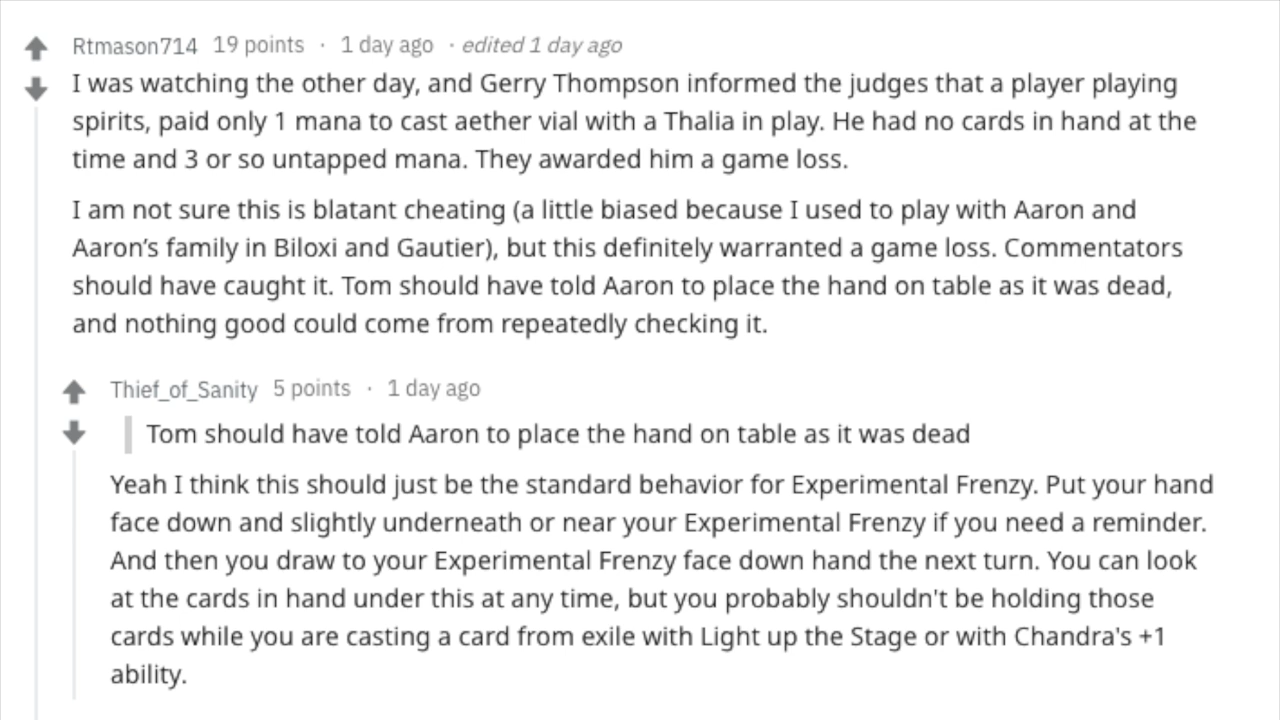 Rtmason714 19 points · 1 day ago · edited 1 day ago
I was watching the other day, and Gerry Thompson informed the judges that a player playing
spirits, paid only 1 mana to cast aether vial with a Thalia in play. He had no cards in hand at the
time and 3 or so untapped mana. They awarded him a game loss.
I am not sure this is blatant cheating (a little biased because I used to play with Aaron and
Aaron’s family in Biloxi and Gautier), but this definitely warranted a game loss. Commentators
should have caught it. Tom should have told Aaron to place the hand on table as it was dead,
and nothing good could come from repeatedly checking it.
Thief_of_Sanity 5 points · 1 day ago
Tom should have told Aaron to place the hand on table as it was dead
Yeah I think this should just be the standard behavior for Experimental Frenzy. Put your hand
face down and slightly underneath or near your Experimental Frenzy if you need a reminder.
And then you draw to your Experimental Frenzy face down hand the next turn. You can look
at the cards in hand under this at any time, but you probably shouldn't be holding those
cards while you are casting a card from exile with Light up the Stage or with Chandra's +1
ability.